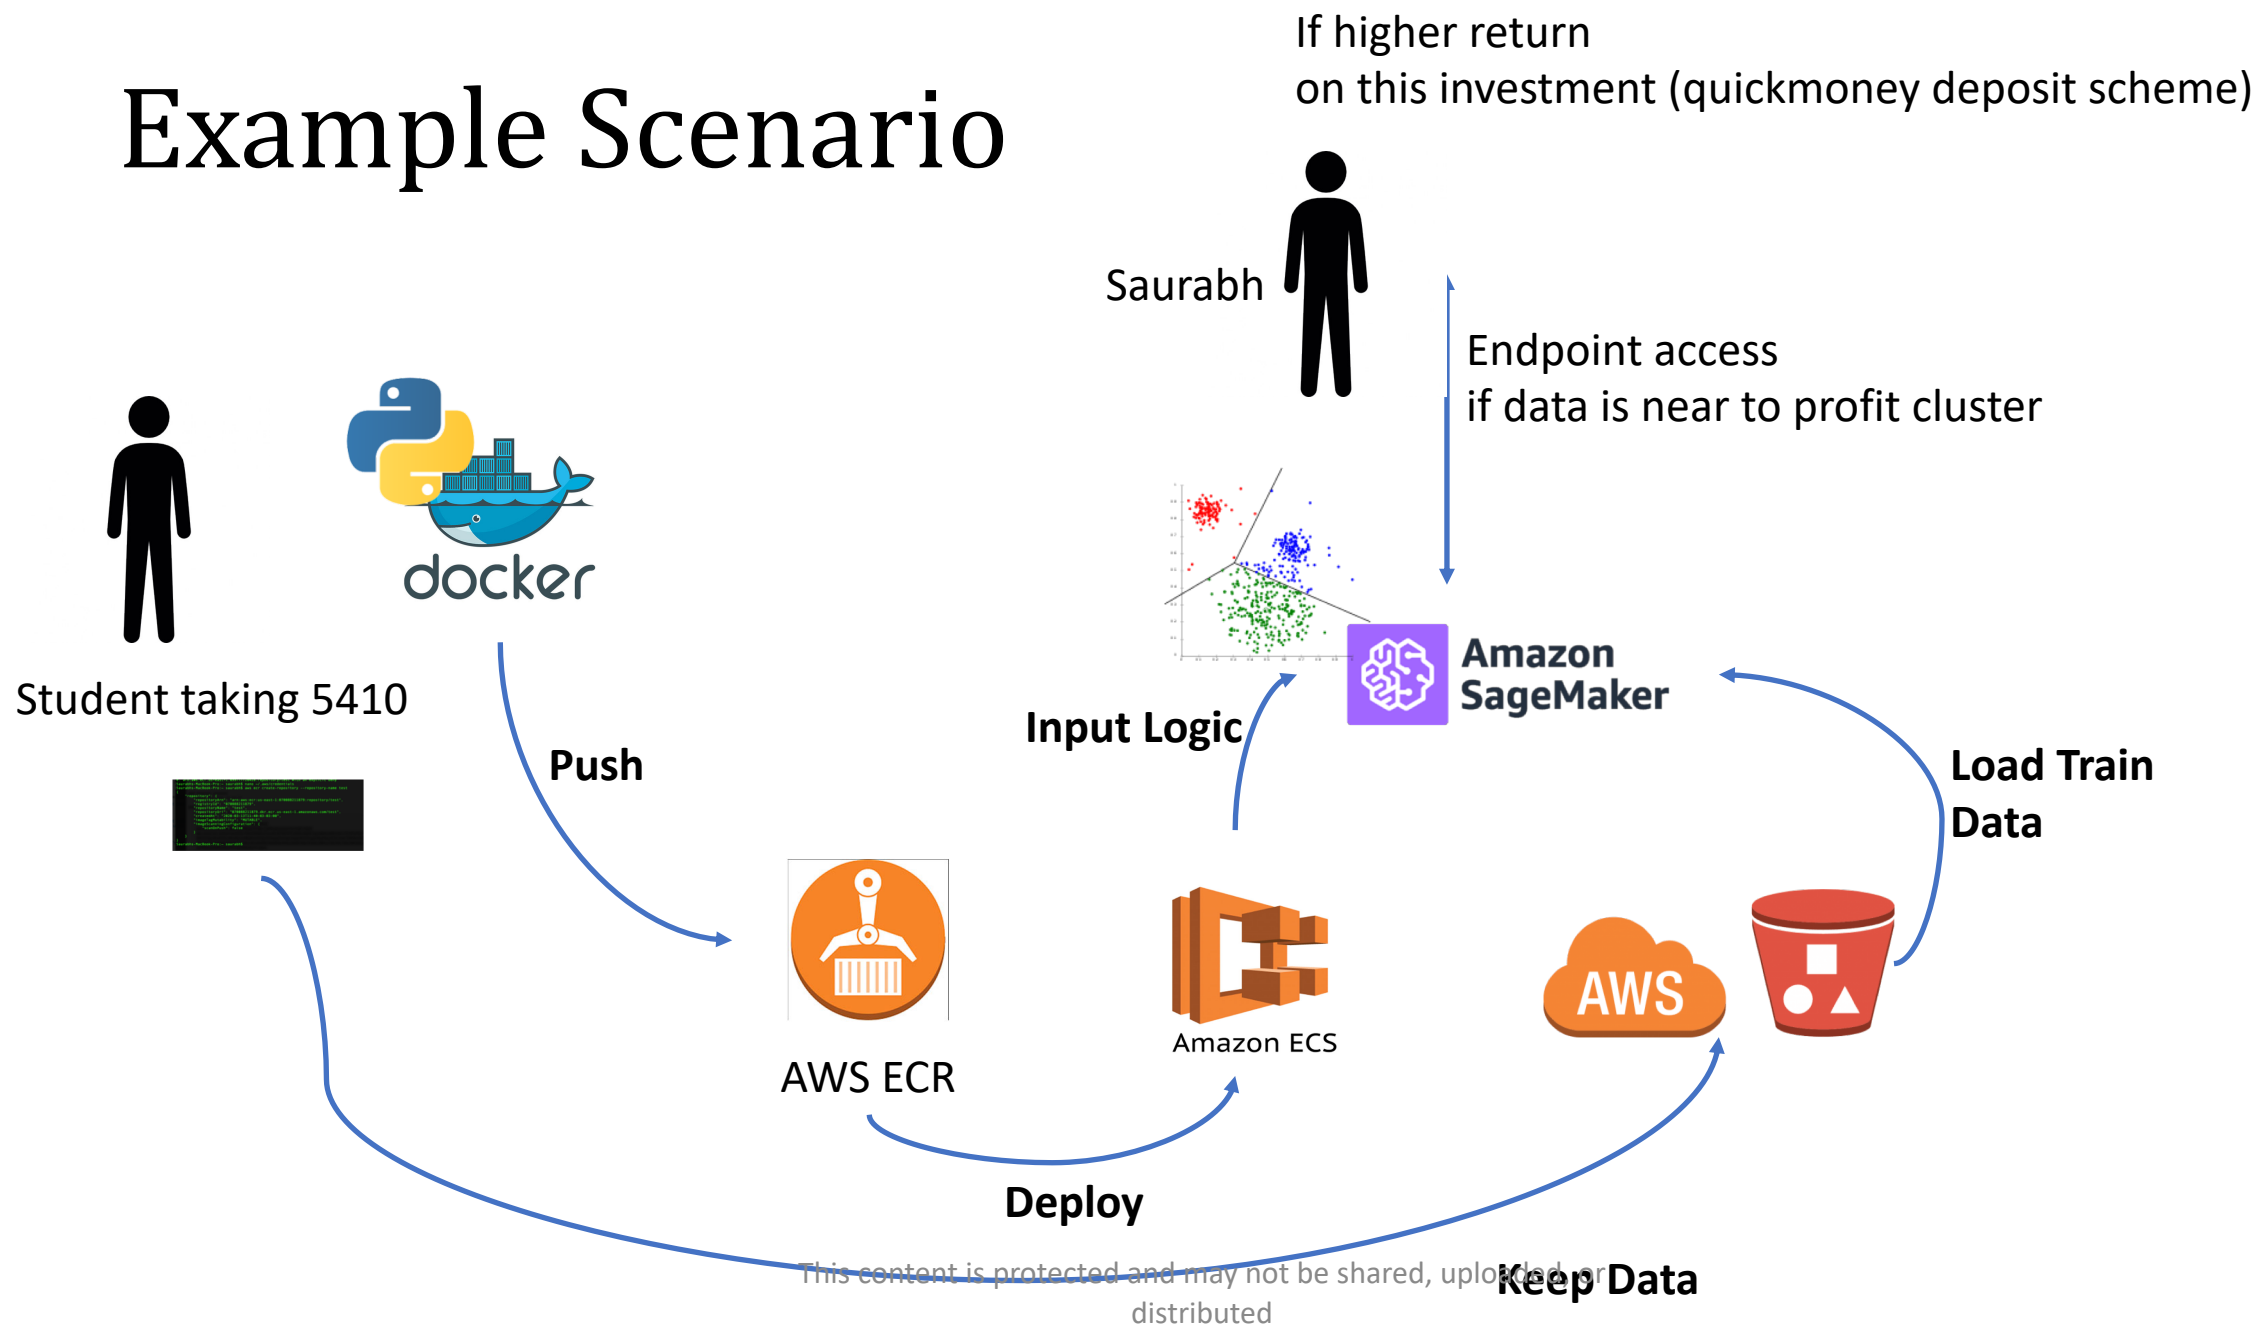 If higher return
on this investment (quickmoney deposit scheme)
Example Scenario
Saurabh
Endpoint access
if data is near to profit cluster
docker
Student taking 5410
Amazon
SageMaker
Input Logic
Push
Load Train
Data
AWS
Amazon ECS
AWS ECR
Deploy
This content is protected and may not be shared, uploaded, or
distributed
Keep Data